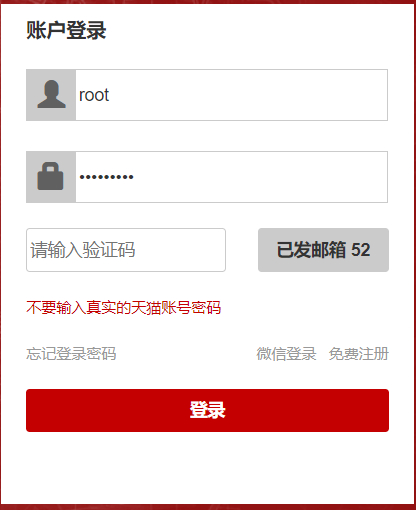 账户登录
root
•••••••••
请输入验证码 已发邮箱 52
不要输入真实的天猫账号密码
忘记登录密码 微信登录 免费注册
登录